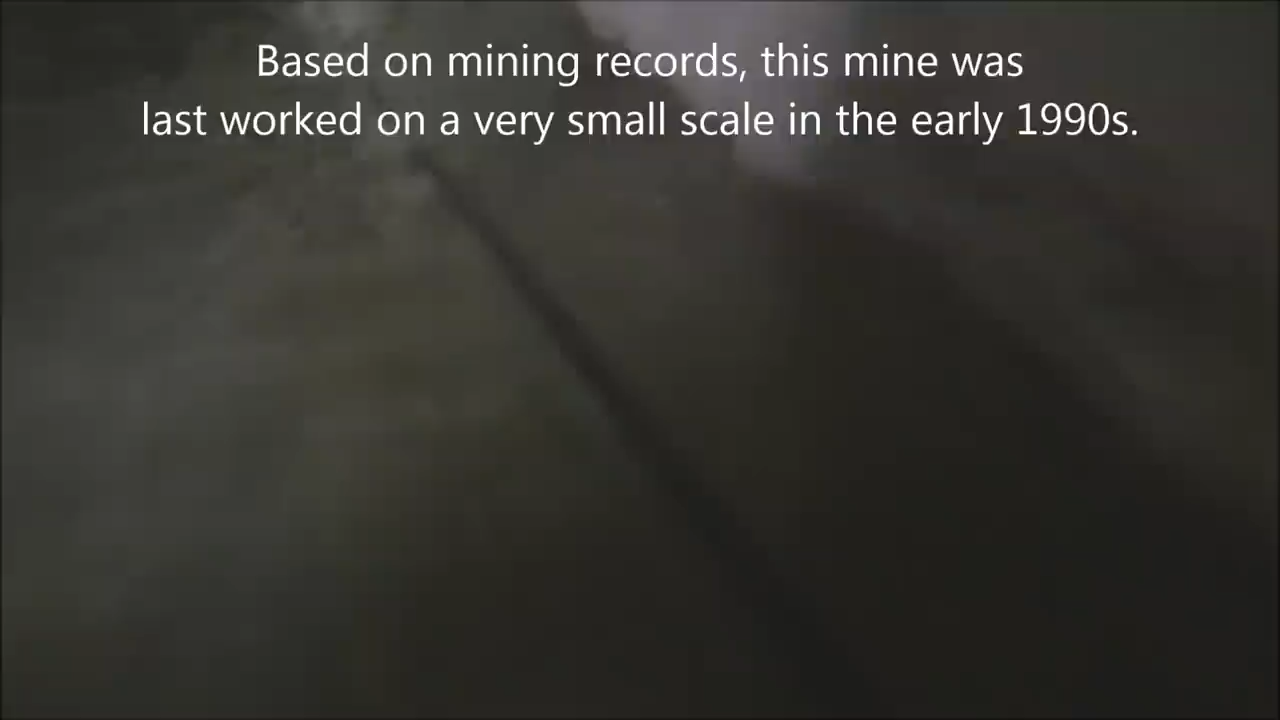 Based on mining records, this mine was
last worked on a very small scale in the early 1990s.